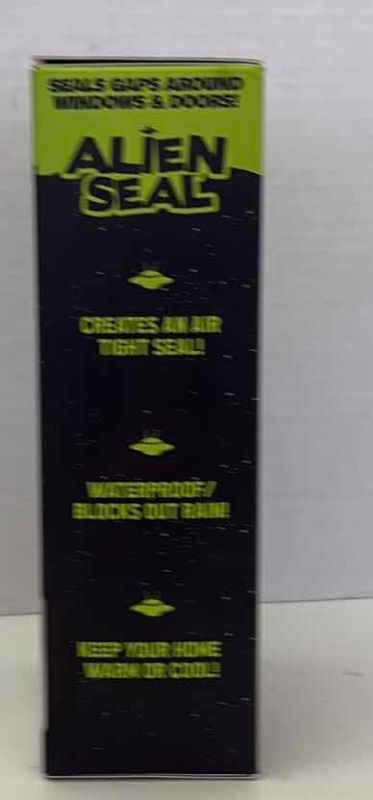 SEALS GAPS AROUND
WINDOWS & DOORS!
ALIEN
SEAL
CREATES AN AIR
TIGHT SEAL!
WATERPROOF/
BLOCKS OUT RAIN!
KEEP YOUR HOME
WARM OR COOL!